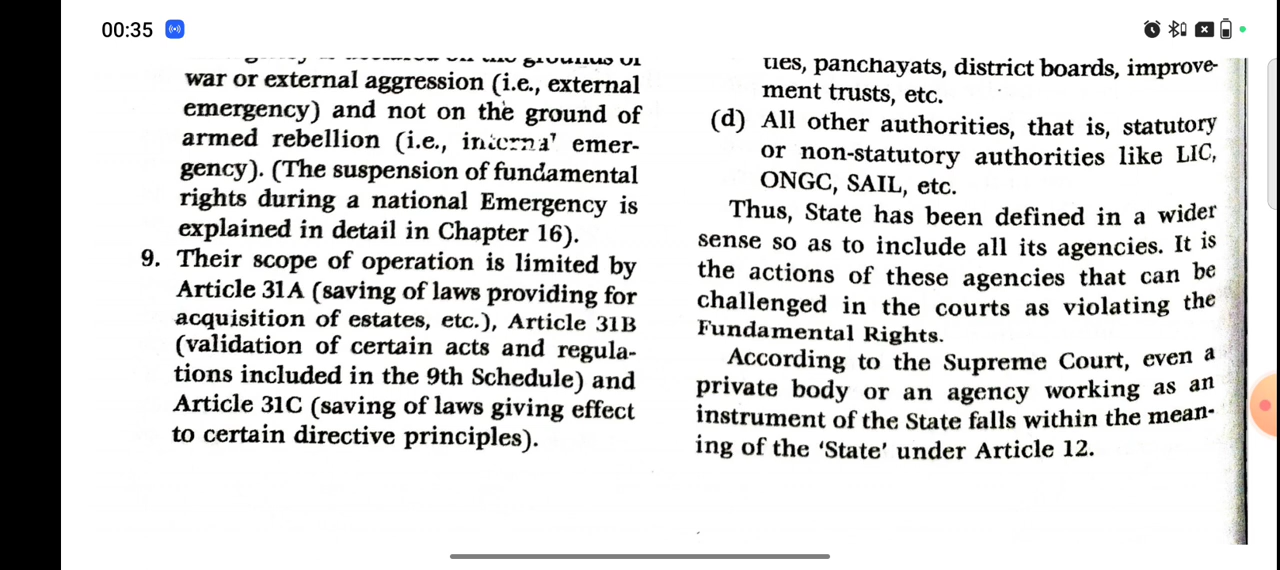 00:35
war or external aggression (i.e., external
emergency) and not on the ground of
armed rebellion (i.e., internal emer-
gency). (The suspension of fundamental
rights during a national Emergency is
explained in detail in Chapter 16).
9. Their scope of operation is limited by
Article 31A (saving of laws providing for
acquisition of estates, etc.), Article 31B
(validation of certain acts and regula-
tions included in the 9th Schedule) and
Article 31C (saving of laws giving effect
to certain directive principles).
ties, panchayats, district boards, improve-
ment trusts, etc.
(d) All other authorities, that is, statutory
or non-statutory authorities like LIC,
ONGC, SAIL, etc.
Thus, State has been defined in a wider
sense so as to include all its agencies. It is
the actions of these agencies that can be
challenged in the courts as violating the
Fundamental Rights.
According to the Supreme Court, even a
private body or an agency working as an
instrument of the State falls within the mean-
ing of the ‘State’ under Article 12.